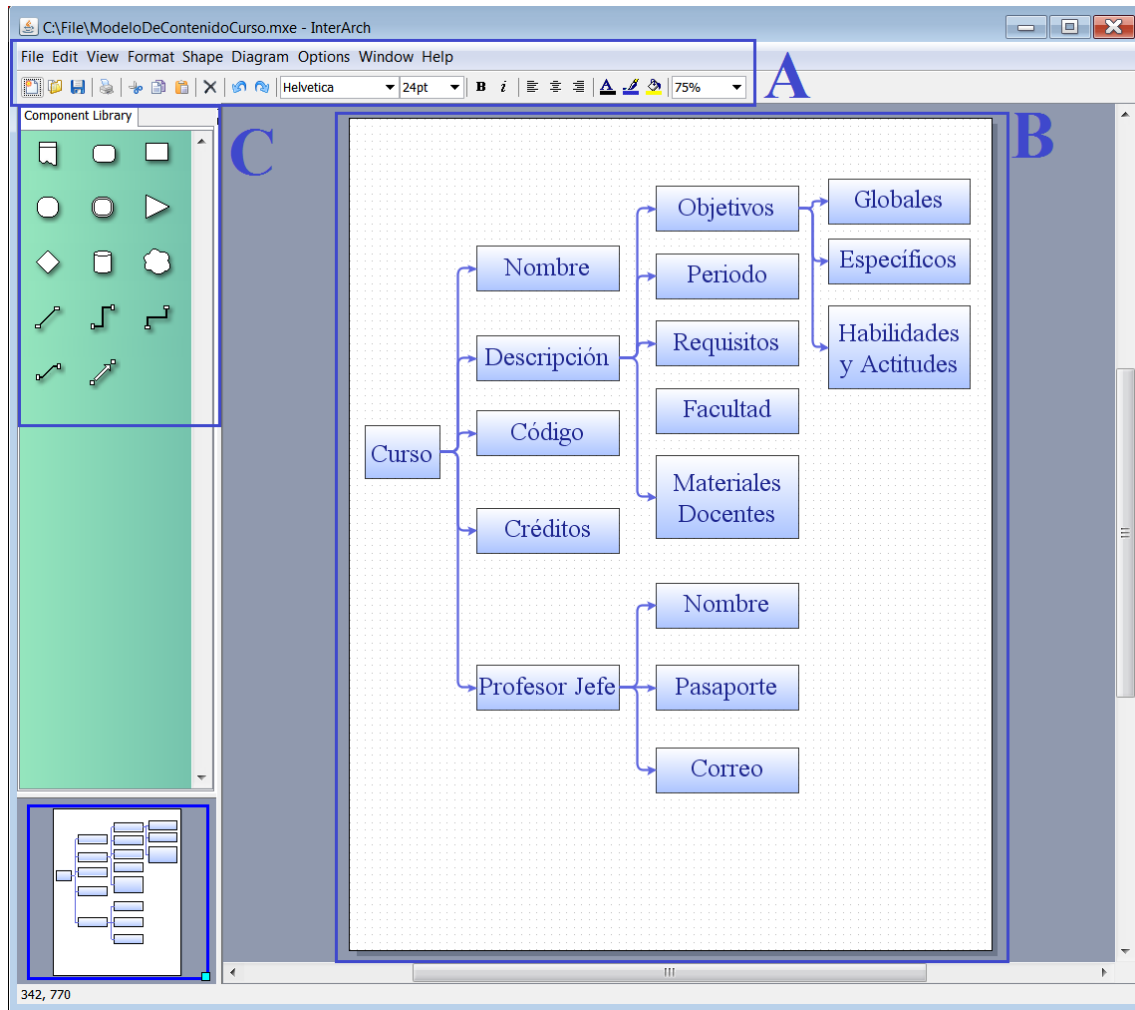 C:\File\ModeloDeContenidoCurso.mxe - InterArch
File Edit View Format Shape Diagram Options Window Help
Helvetica 24pt B i A 75%
A
Component Library
C
B
Objetivos
Globales
Nombre
Periodo
Específicos
Descripción
Requisitos
Habilidades
y Actitudes
Código
Facultad
Curso
Materiales
Docentes
Créditos
Nombre
Profesor Jefe
Pasaporte
Correo
342, 770